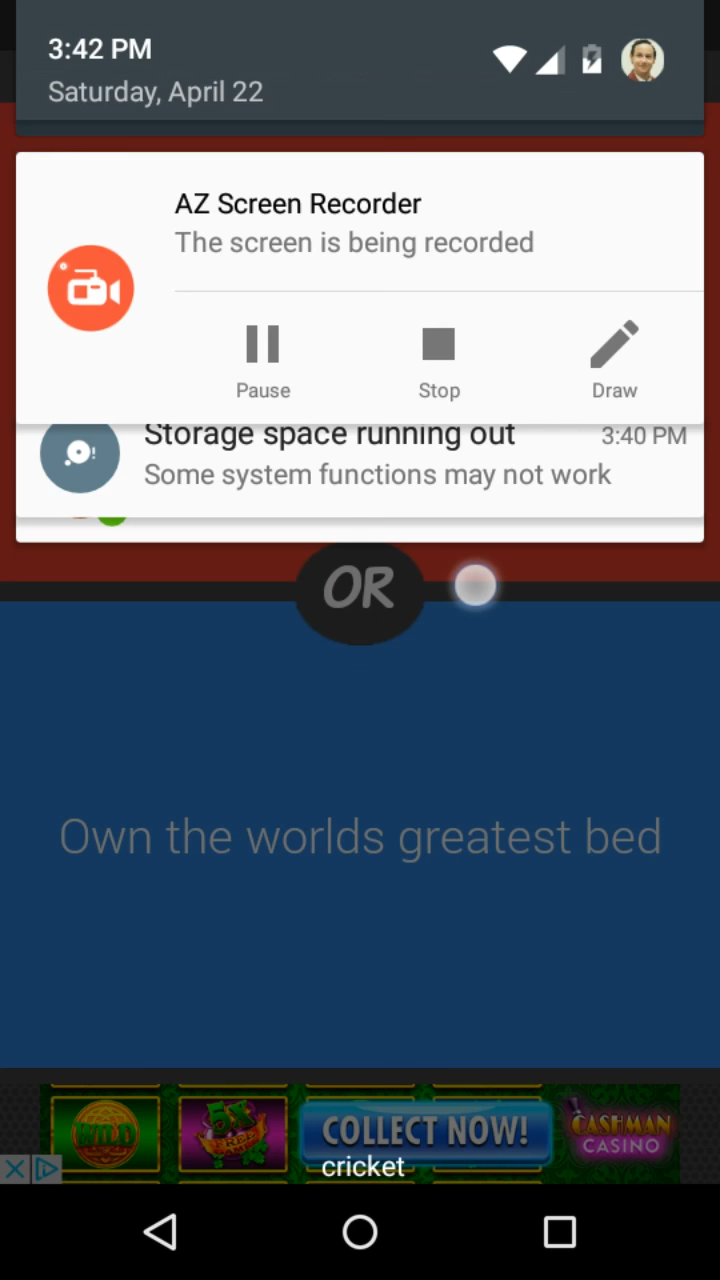 3:42 PM
Saturday, April 22
AZ Screen Recorder
The screen is being recorded
Pause
Stop
Draw
Storage space running out
3:40 PM
Some system functions may not work
OR
Own the worlds greatest bed
WILD
5X
FREE
COLLECT NOW!
CASHMAN
CASINO
cricket